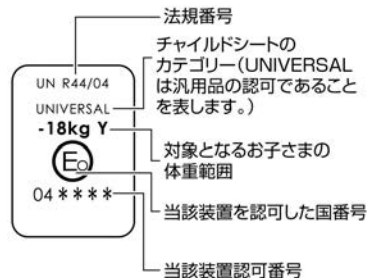 法規番号
チャイルドシートの
カテゴリー（UNIVERSAL
は汎用品の認可であること
を表します。）
UN R44/04
UNIVERSAL
-18kg Y
E0
04＊＊＊＊
対象となるお子さまの
体重範囲
当該装置を認可した国番号
当該装置認可番号